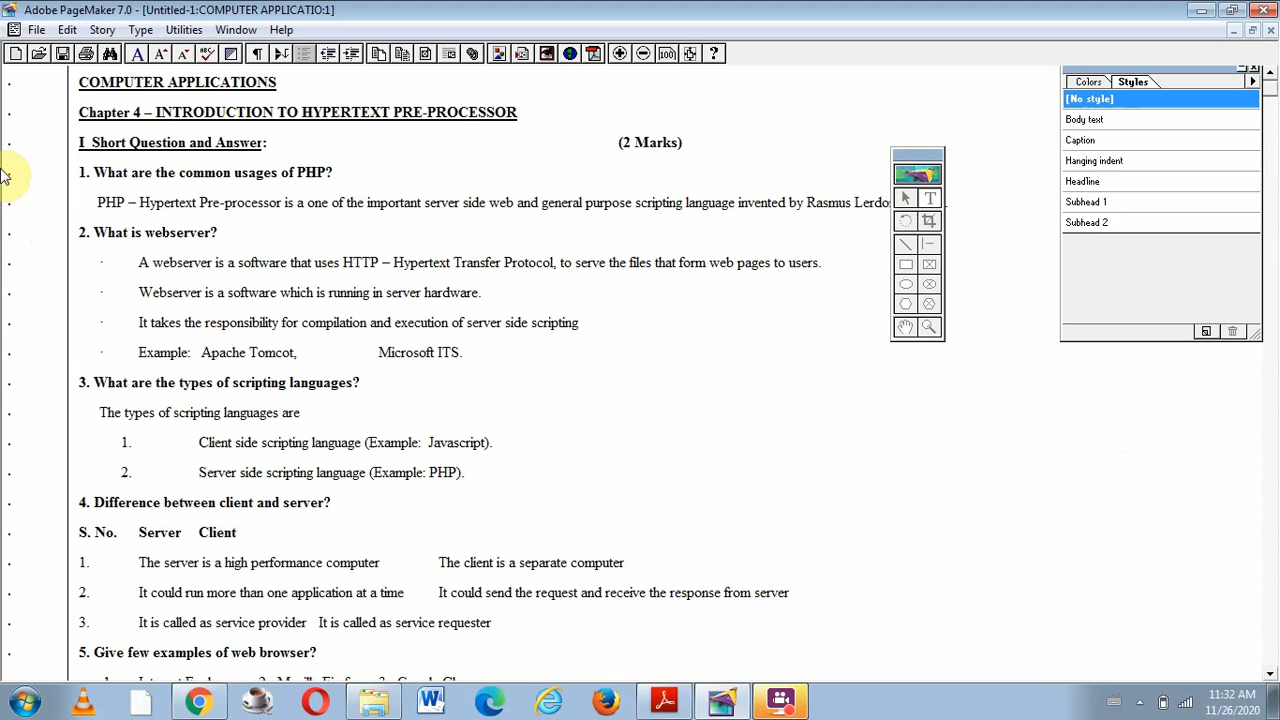 Adobe PageMaker 7.0 - [Untitled-1:COMPUTER APPLICATIO:1]
File Edit Story Type Utilities Window Help
COMPUTER APPLICATIONS
Chapter 4 – INTRODUCTION TO HYPERTEXT PRE-PROCESSOR
I Short Question and Answer: (2 Marks)
1. What are the common usages of PHP?
PHP – Hypertext Pre-processor is a one of the important server side web and general purpose scripting language invented by Rasmus
2. What is webserver?
· A webserver is a software that uses HTTP – Hypertext Transfer Protocol, to serve the files that form web pages to users.
· Webserver is a software which is running in server hardware.
· It takes the responsibility for compilation and execution of server side scripting
· Example: Apache Tomcot, Microsoft ITS.
3. What are the types of scripting languages?
The types of scripting languages are
1. Client side scripting language (Example: Javascript).
2. Server side scripting language (Example: PHP).
4. Difference between client and server?
S. No. Server Client
1. The server is a high performance computer The client is a separate computer
2. It could run more than one application at a time It could send the request and receive the response from server
3. It is called as service provider It is called as service requester
5. Give few examples of web browser?
Colors Styles
[No style]
Body text
Caption
Hanging indent
Headline
Subhead 1
Subhead 2
11:32 AM
11/26/2020